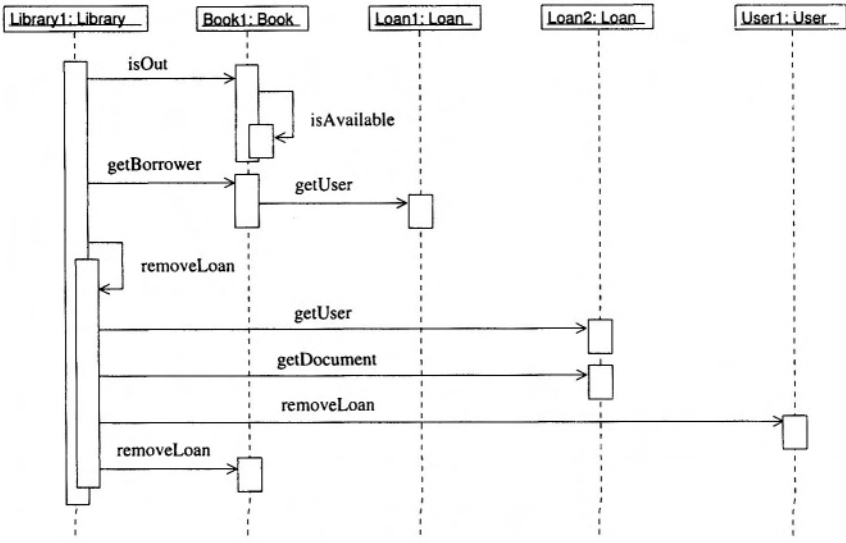 Library1: Library
Book1: Book
Loan1: Loan
Loan2: Loan
User1: User
isOut
isAvailable
getBorrower
getUser
removeLoan
getUser
getDocument
removeLoan
removeLoan